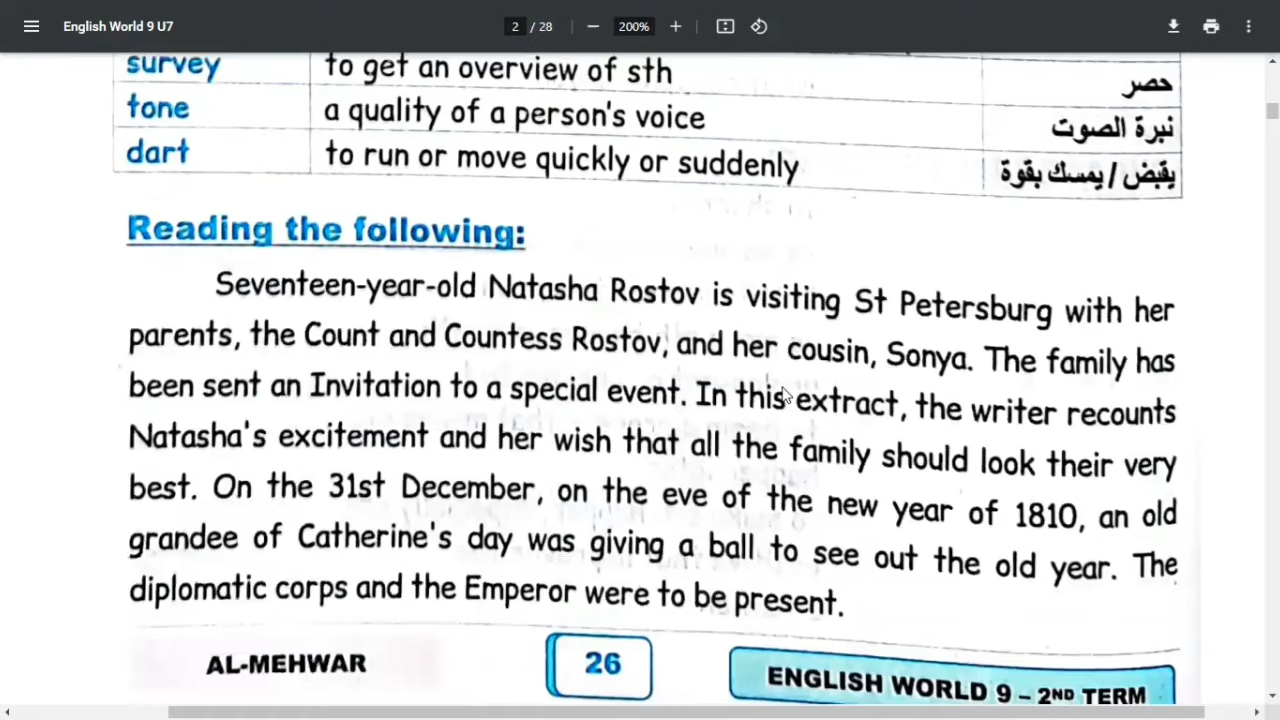 English World 9 U7
2 / 28
200%
survey to get an overview of sth حصر
tone a quality of a person's voice نبرة الصوت
dart to run or move quickly or suddenly يقبض / يمسك بقوة
Reading the following:
Seventeen-year-old Natasha Rostov is visiting St Petersburg with her
parents, the Count and Countess Rostov, and her cousin, Sonya. The family has
been sent an Invitation to a special event. In this extract, the writer recounts
Natasha's excitement and her wish that all the family should look their very
best. On the 31st December, on the eve of the new year of 1810, an old
grandee of Catherine's day was giving a ball to see out the old year. The
diplomatic corps and the Emperor were to be present.
AL-MEHWAR
26
ENGLISH WORLD 9 – 2ND TERM